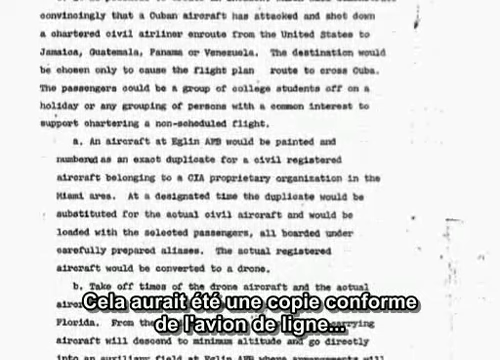 convincingly that a Cuban aircraft has attacked and shot down
a chartered civil airliner enroute from the United States to
Jamaica, Guatemala, Panama or Venezuela. The destination would
be chosen only to cause the flight plan route to cross Cuba.
The passengers could be a group of college students off on a
holiday or any grouping of persons with a common interest to
support chartering a non-scheduled flight.
a. An aircraft at Eglin AFB would be painted and
numbered as an exact duplicate for a civil registered
aircraft belonging to a CIA proprietary organization in the
Miami area. At a designated time the duplicate would be
substituted for the actual civil aircraft and would be
loaded with the selected passengers, all boarded under
carefully prepared aliases. The actual registered
aircraft would be converted to a drone.
b. Take off times of the drone aircraft and the actual
Cela aurait été une copie conforme
Florida. From the
de l'avion de ligne...
aircraft will descend to minimum altitude and go directly
into an auxiliary field at Eglin AFB where